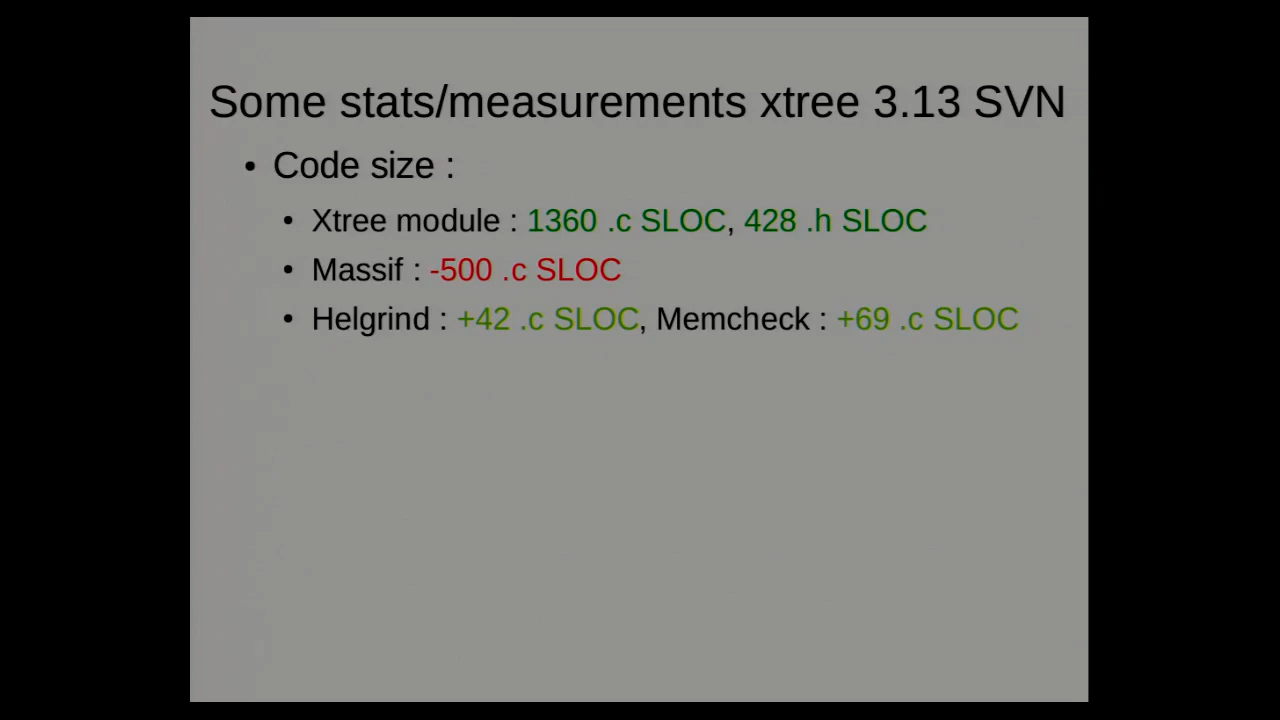 Some stats/measurements xtree 3.13 SVN
• Code size :
• Xtree module : 1360 .c SLOC, 428 .h SLOC
• Massif : -500 .c SLOC
• Helgrind : +42 .c SLOC, Memcheck : +69 .c SLOC